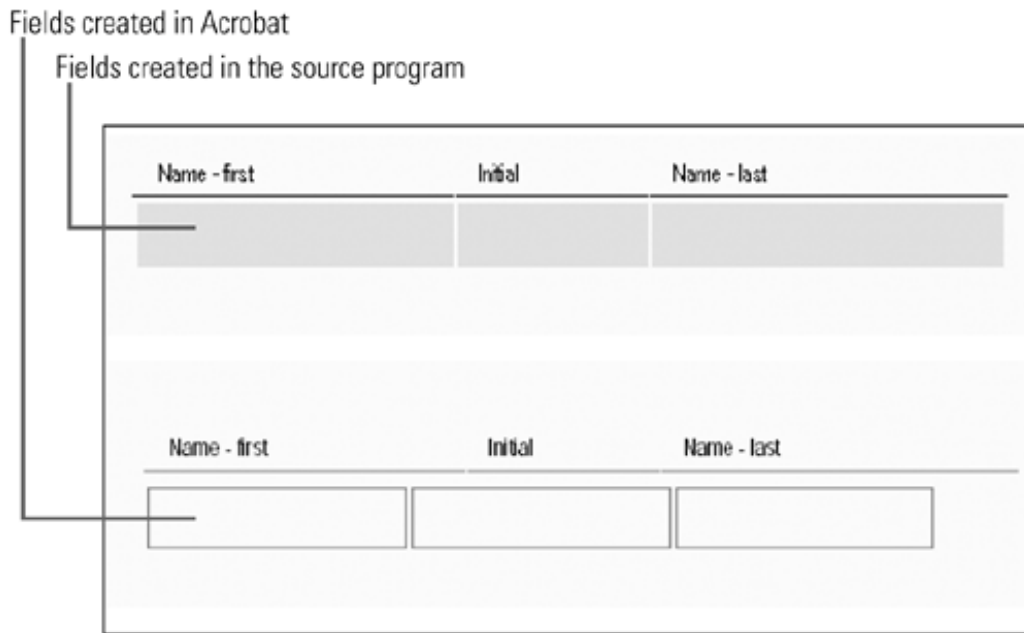 Fields created in Acrobat
Fields created in the source program
Name - first Initial Name - last
Name - first Initial Name - last